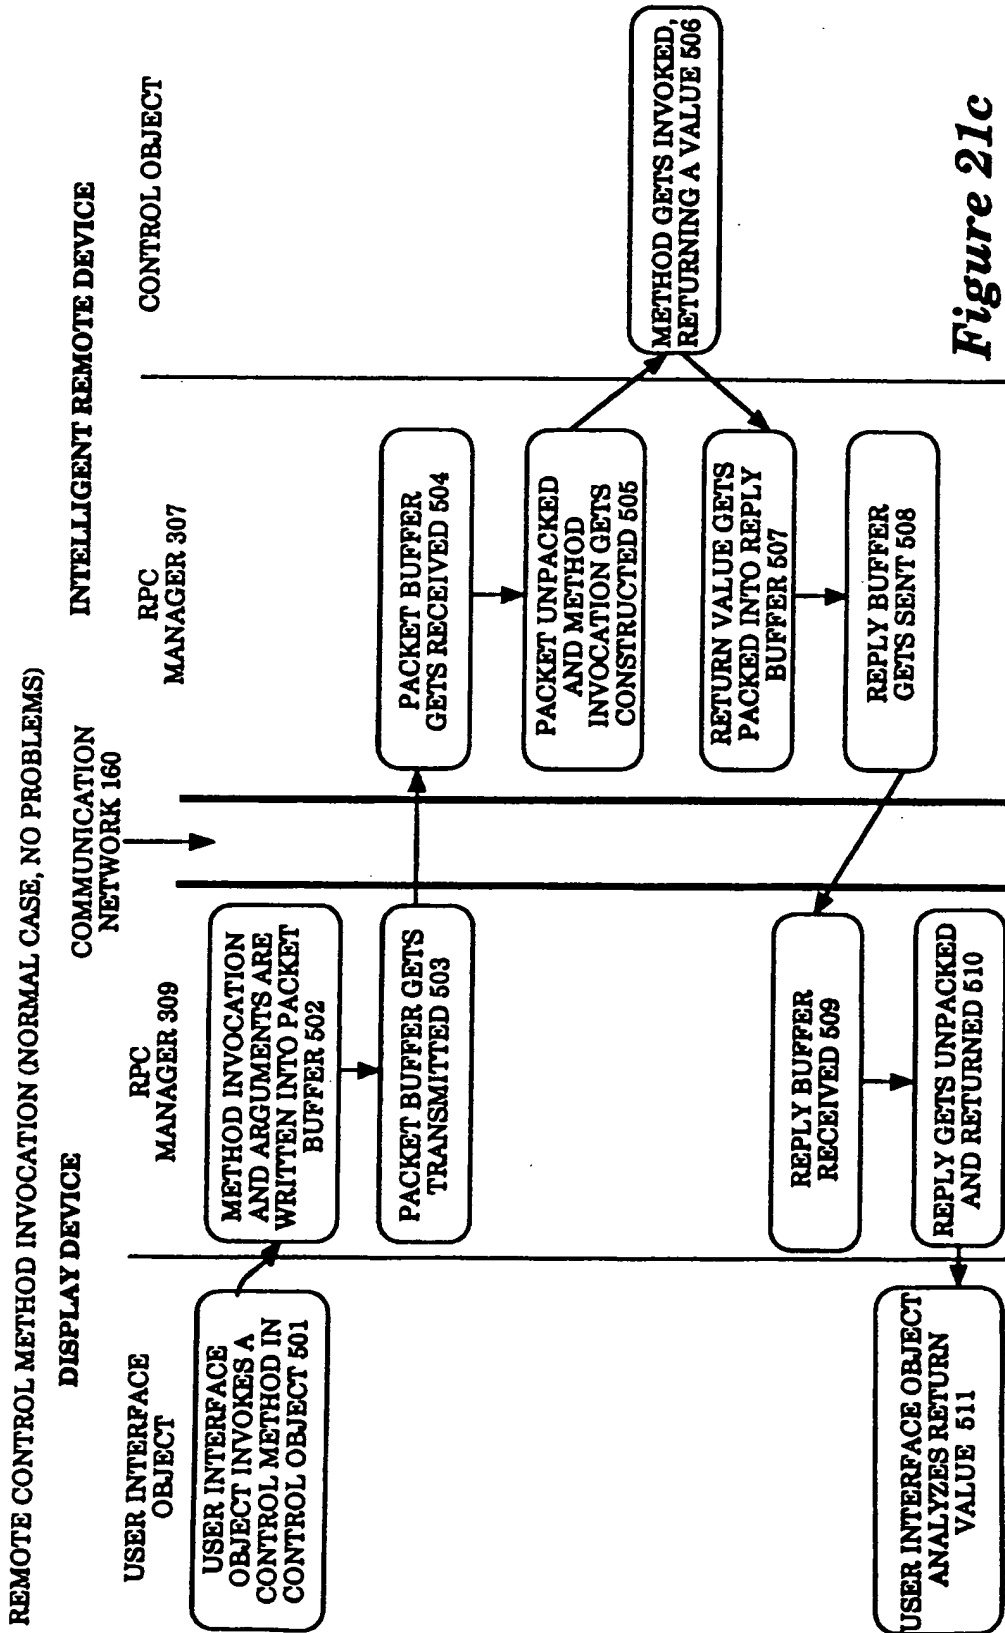 REMOTE CONTROL METHOD INVOCATION (NORMAL CASE, NO PROBLEMS)
DISPLAY DEVICE
COMMUNICATION
NETWORK 160
INTELLIGENT REMOTE DEVICE
USER INTERFACE
OBJECT
RPC
MANAGER 309
RPC
MANAGER 307
CONTROL OBJECT
USER INTERFACE
OBJECT INVOKES A
CONTROL METHOD IN
CONTROL OBJECT 501
METHOD INVOCATION
AND ARGUMENTS ARE
WRITTEN INTO PACKET
BUFFER 502
PACKET BUFFER GETS
TRANSMITTED 503
PACKET BUFFER
GETS RECEIVED 504
PACKET UNPACKED
AND METHOD
INVOCATION GETS
CONSTRUCTED 505
METHOD GETS INVOKED,
RETURNING A VALUE 506
RETURN VALUE GETS
PACKED INTO REPLY
BUFFER 507
REPLY BUFFER
GETS SENT 508
REPLY BUFFER
RECEIVED 509
REPLY GETS UNPACKED
AND RETURNED 510
USER INTERFACE OBJECT
ANALYZES RETURN
VALUE 511
Figure 21c